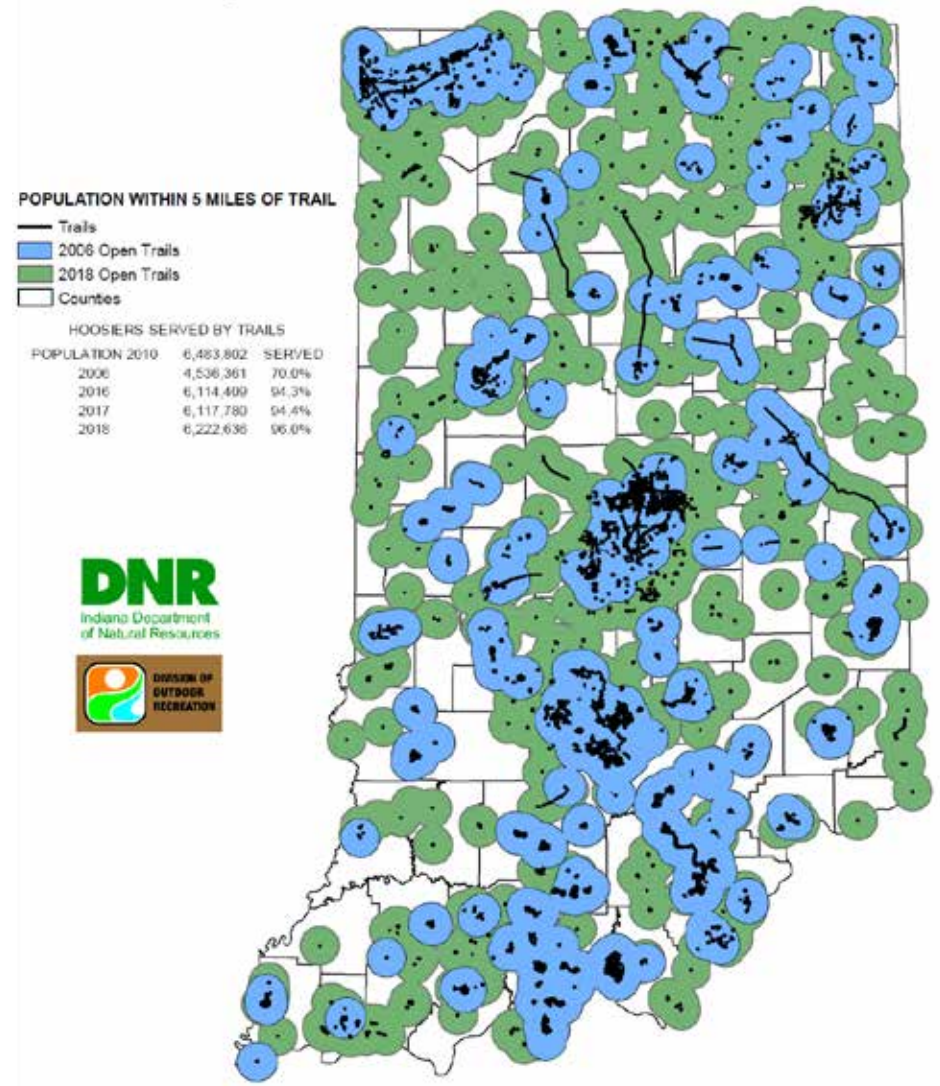 POPULATION WITHIN 5 MILES OF TRAIL
Trails
2006 Open Trails
2018 Open Trails
Counties
HOOSIERS SERVED BY TRAILS
POPULATION 2010 6,483,802 SERVED
2006 4,536,361 70.0%
2016 6,114,409 94.3%
2017 6,117,780 94.4%
2018 6,222,636 96.0%
DNR
Indiana Department
of Natural Resources
DIVISION OF
OUTDOOR
RECREATION